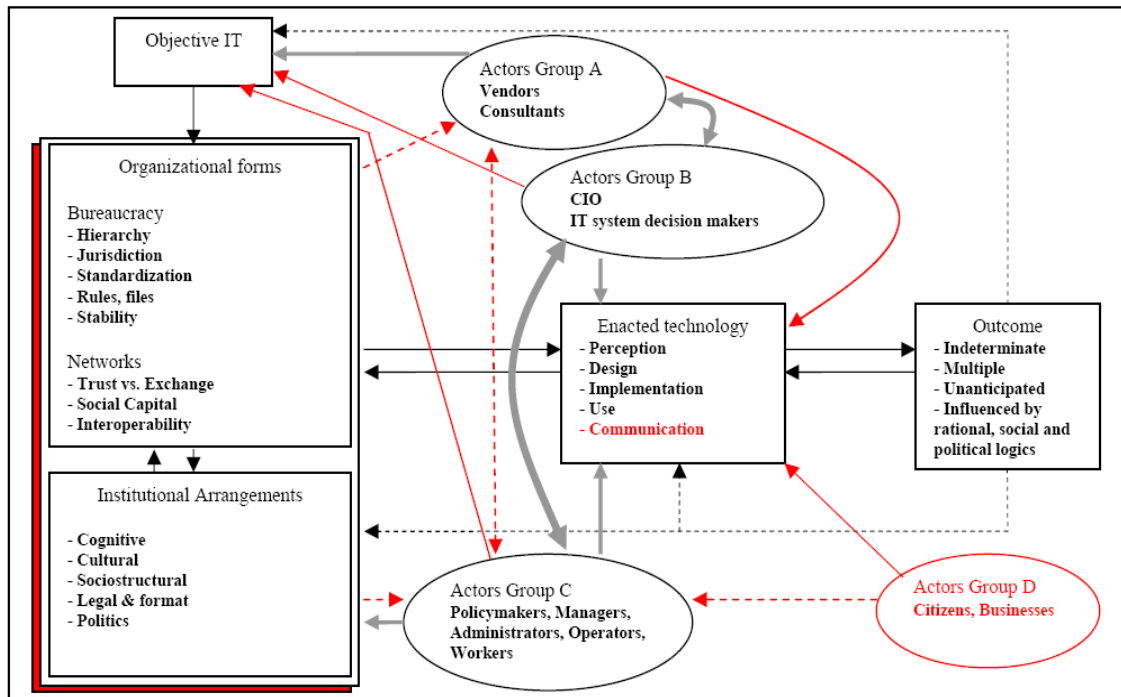 Objective IT
Actors Group A
Vendors
Consultants
Organizational forms
Bureaucracy
- Hierarchy
- Jurisdiction
- Standardization
- Rules, files
- Stability
Networks
- Trust vs. Exchange
- Social Capital
- Interoperability
Actors Group B
CIO
IT system decision makers
Enacted technology
- Perception
- Design
- Implementation
- Use
- Communication
Outcome
- Indeterminate
- Multiple
- Unanticipated
- Influenced by
rational, social and
political logics
Institutional Arrangements
- Cognitive
- Cultural
- Sociostructural
- Legal & format
- Politics
Actors Group C
Policymakers, Managers,
Administrators, Operators,
Workers
Actors Group D
Citizens, Businesses